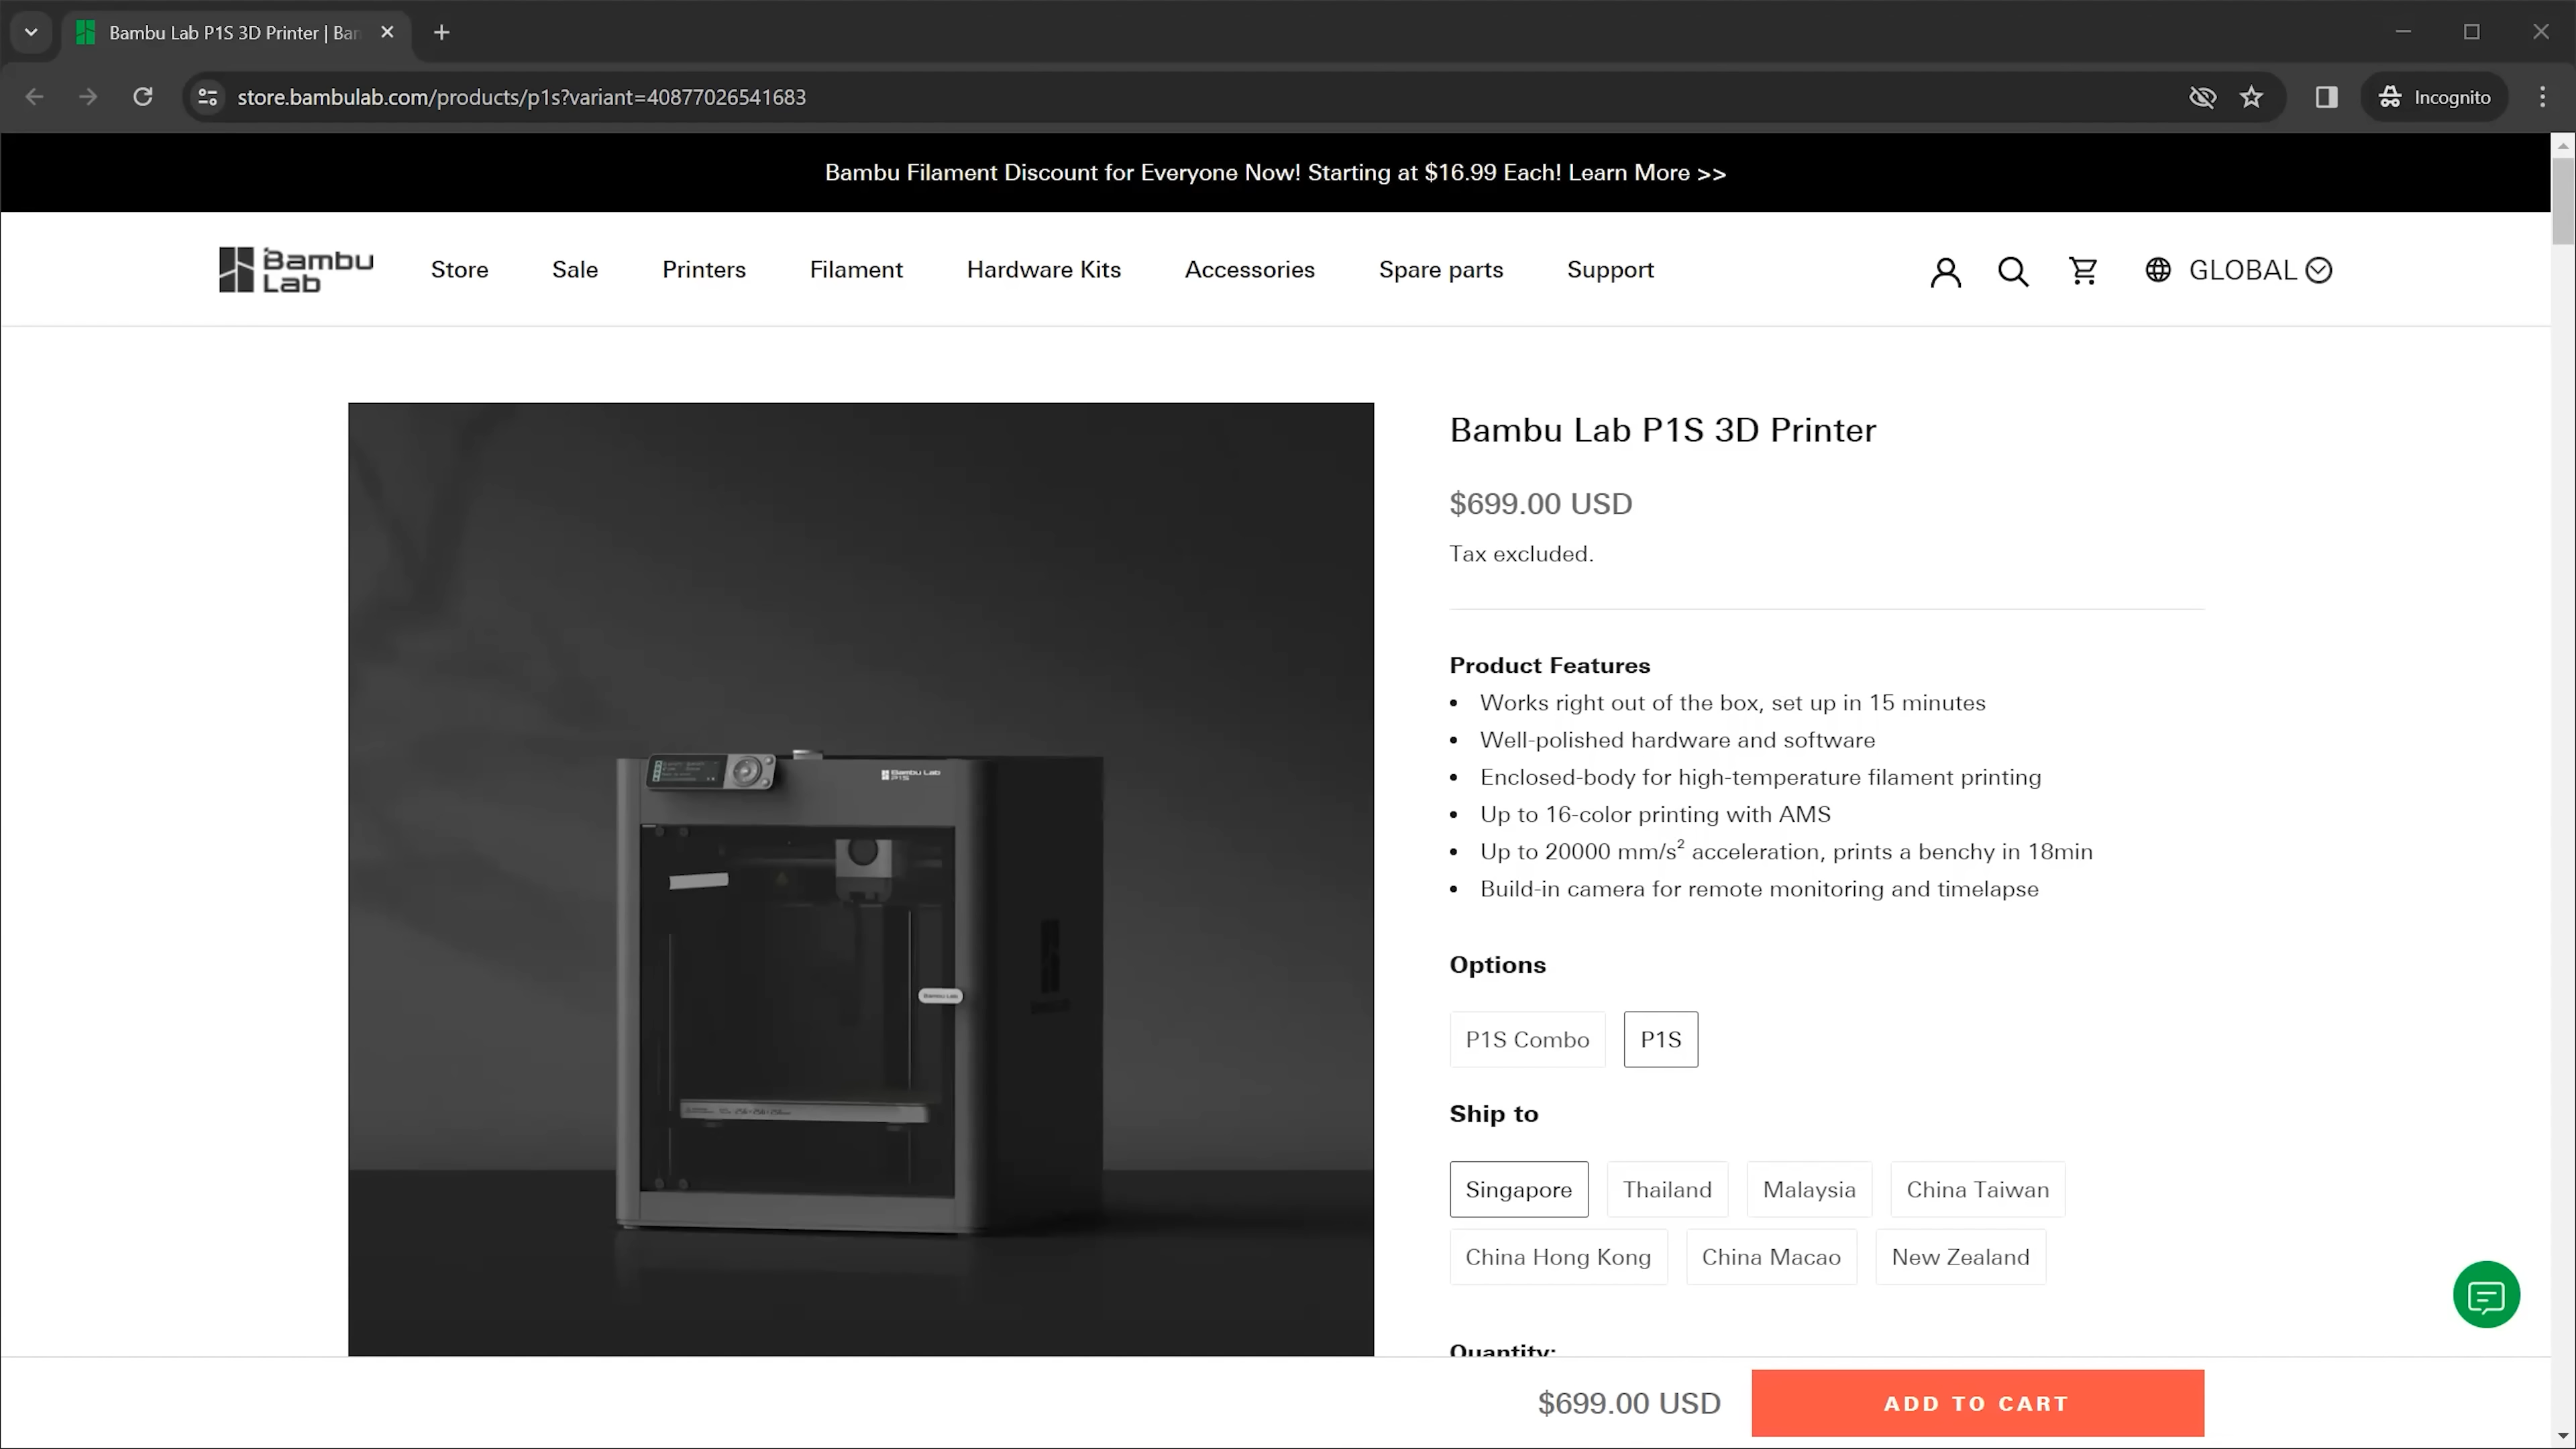 Bambu Lab P1S 3D Printer | Bam
store.bambulab.com/products/p1s?variant=40877026541683
Incognito
Bambu Filament Discount for Everyone Now! Starting at $16.99 Each! Learn More >>
Bambu Lab
Store
Sale
Printers
Filament
Hardware Kits
Accessories
Spare parts
Support
GLOBAL
Bambu Lab P1S 3D Printer
$699.00 USD
Tax excluded.
Product Features
• Works right out of the box, set up in 15 minutes
• Well-polished hardware and software
• Enclosed-body for high-temperature filament printing
• Up to 16-color printing with AMS
• Up to 20000 mm/s² acceleration, prints a benchy in 18min
• Build-in camera for remote monitoring and timelapse
Bambu Lab
P1S
Bambu Lab
Options
P1S Combo
P1S
Ship to
Singapore
Thailand
Malaysia
China Taiwan
China Hong Kong
China Macao
New Zealand
Quantity:
$699.00 USD
ADD TO CART